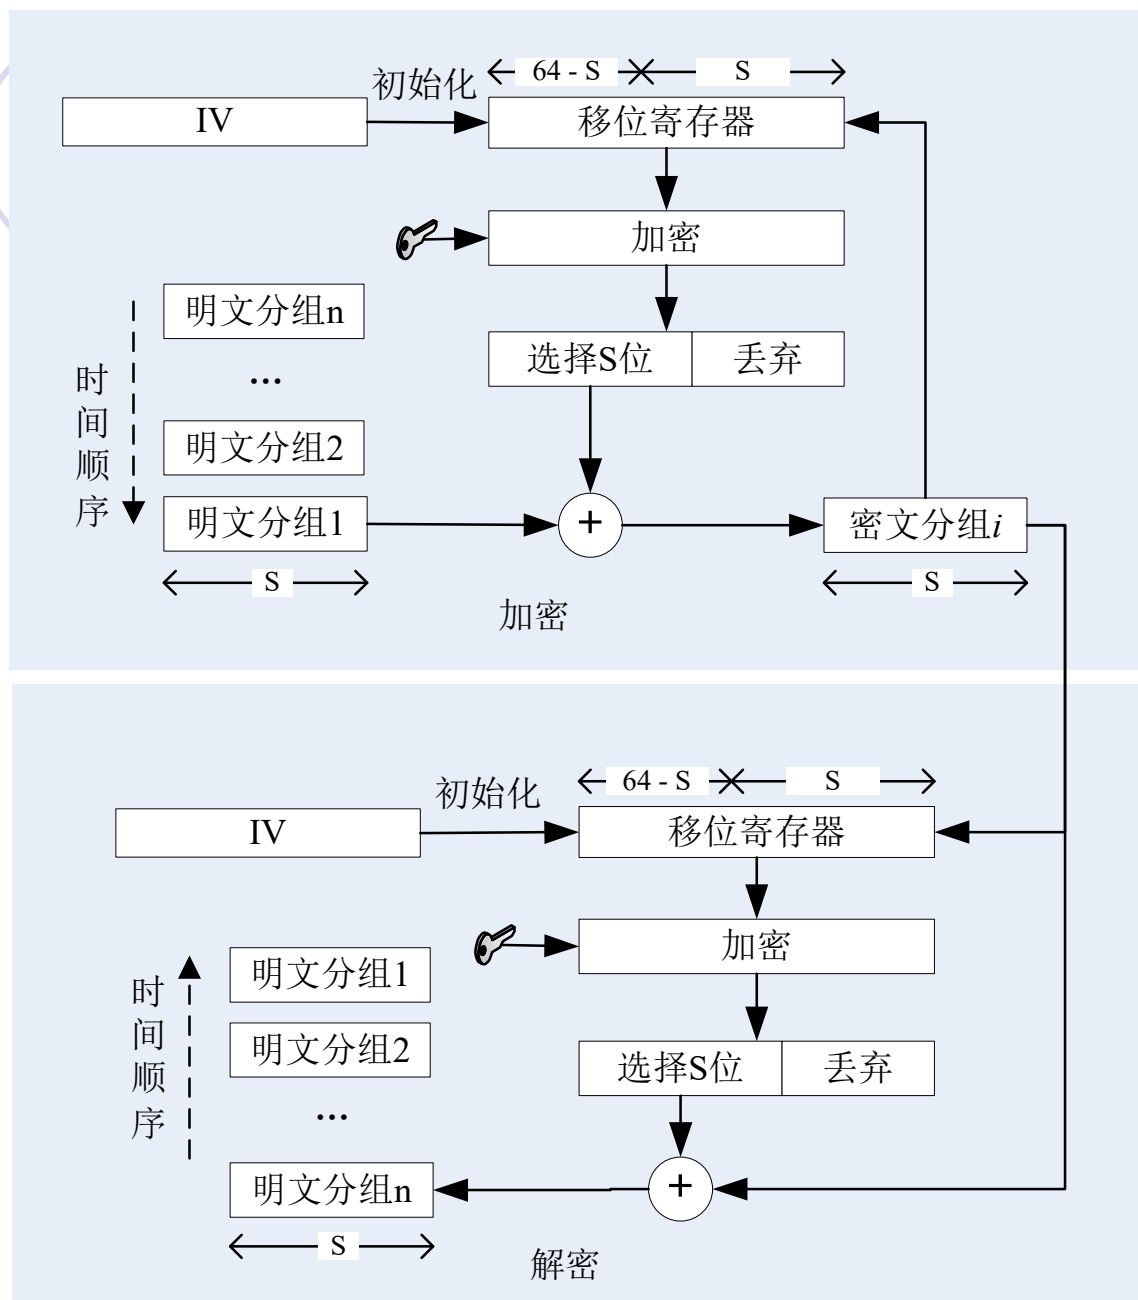 64 - S
S
初始化
IV
移位寄存器
加密
明文分组n
选择S位
丢弃
...
时间顺序
明文分组2
明文分组1
+
密文分组i
S
S
加密
64 - S
S
初始化
IV
移位寄存器
加密
明文分组1
时间顺序
明文分组2
选择S位
丢弃
...
明文分组n
+
S
解密